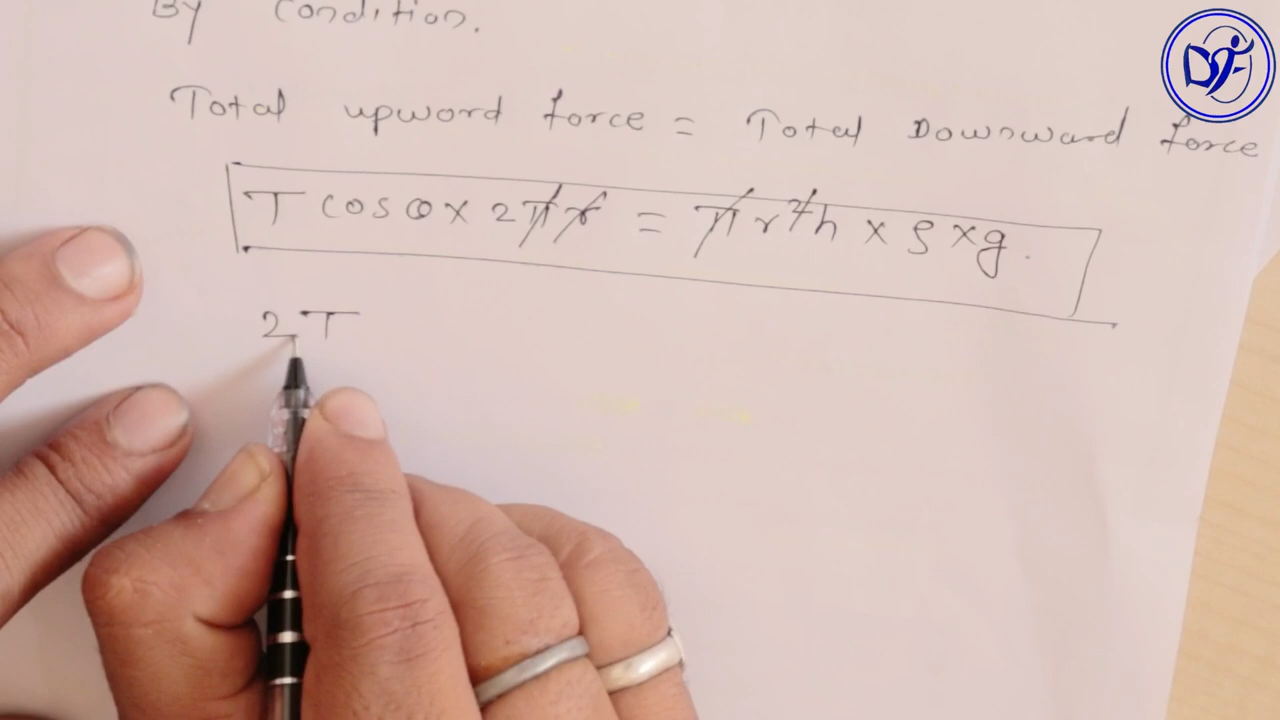 By Condition.
Total upword force = Total Downward force
T cos θ x 2πr = πr²h x ρ x g.
2T